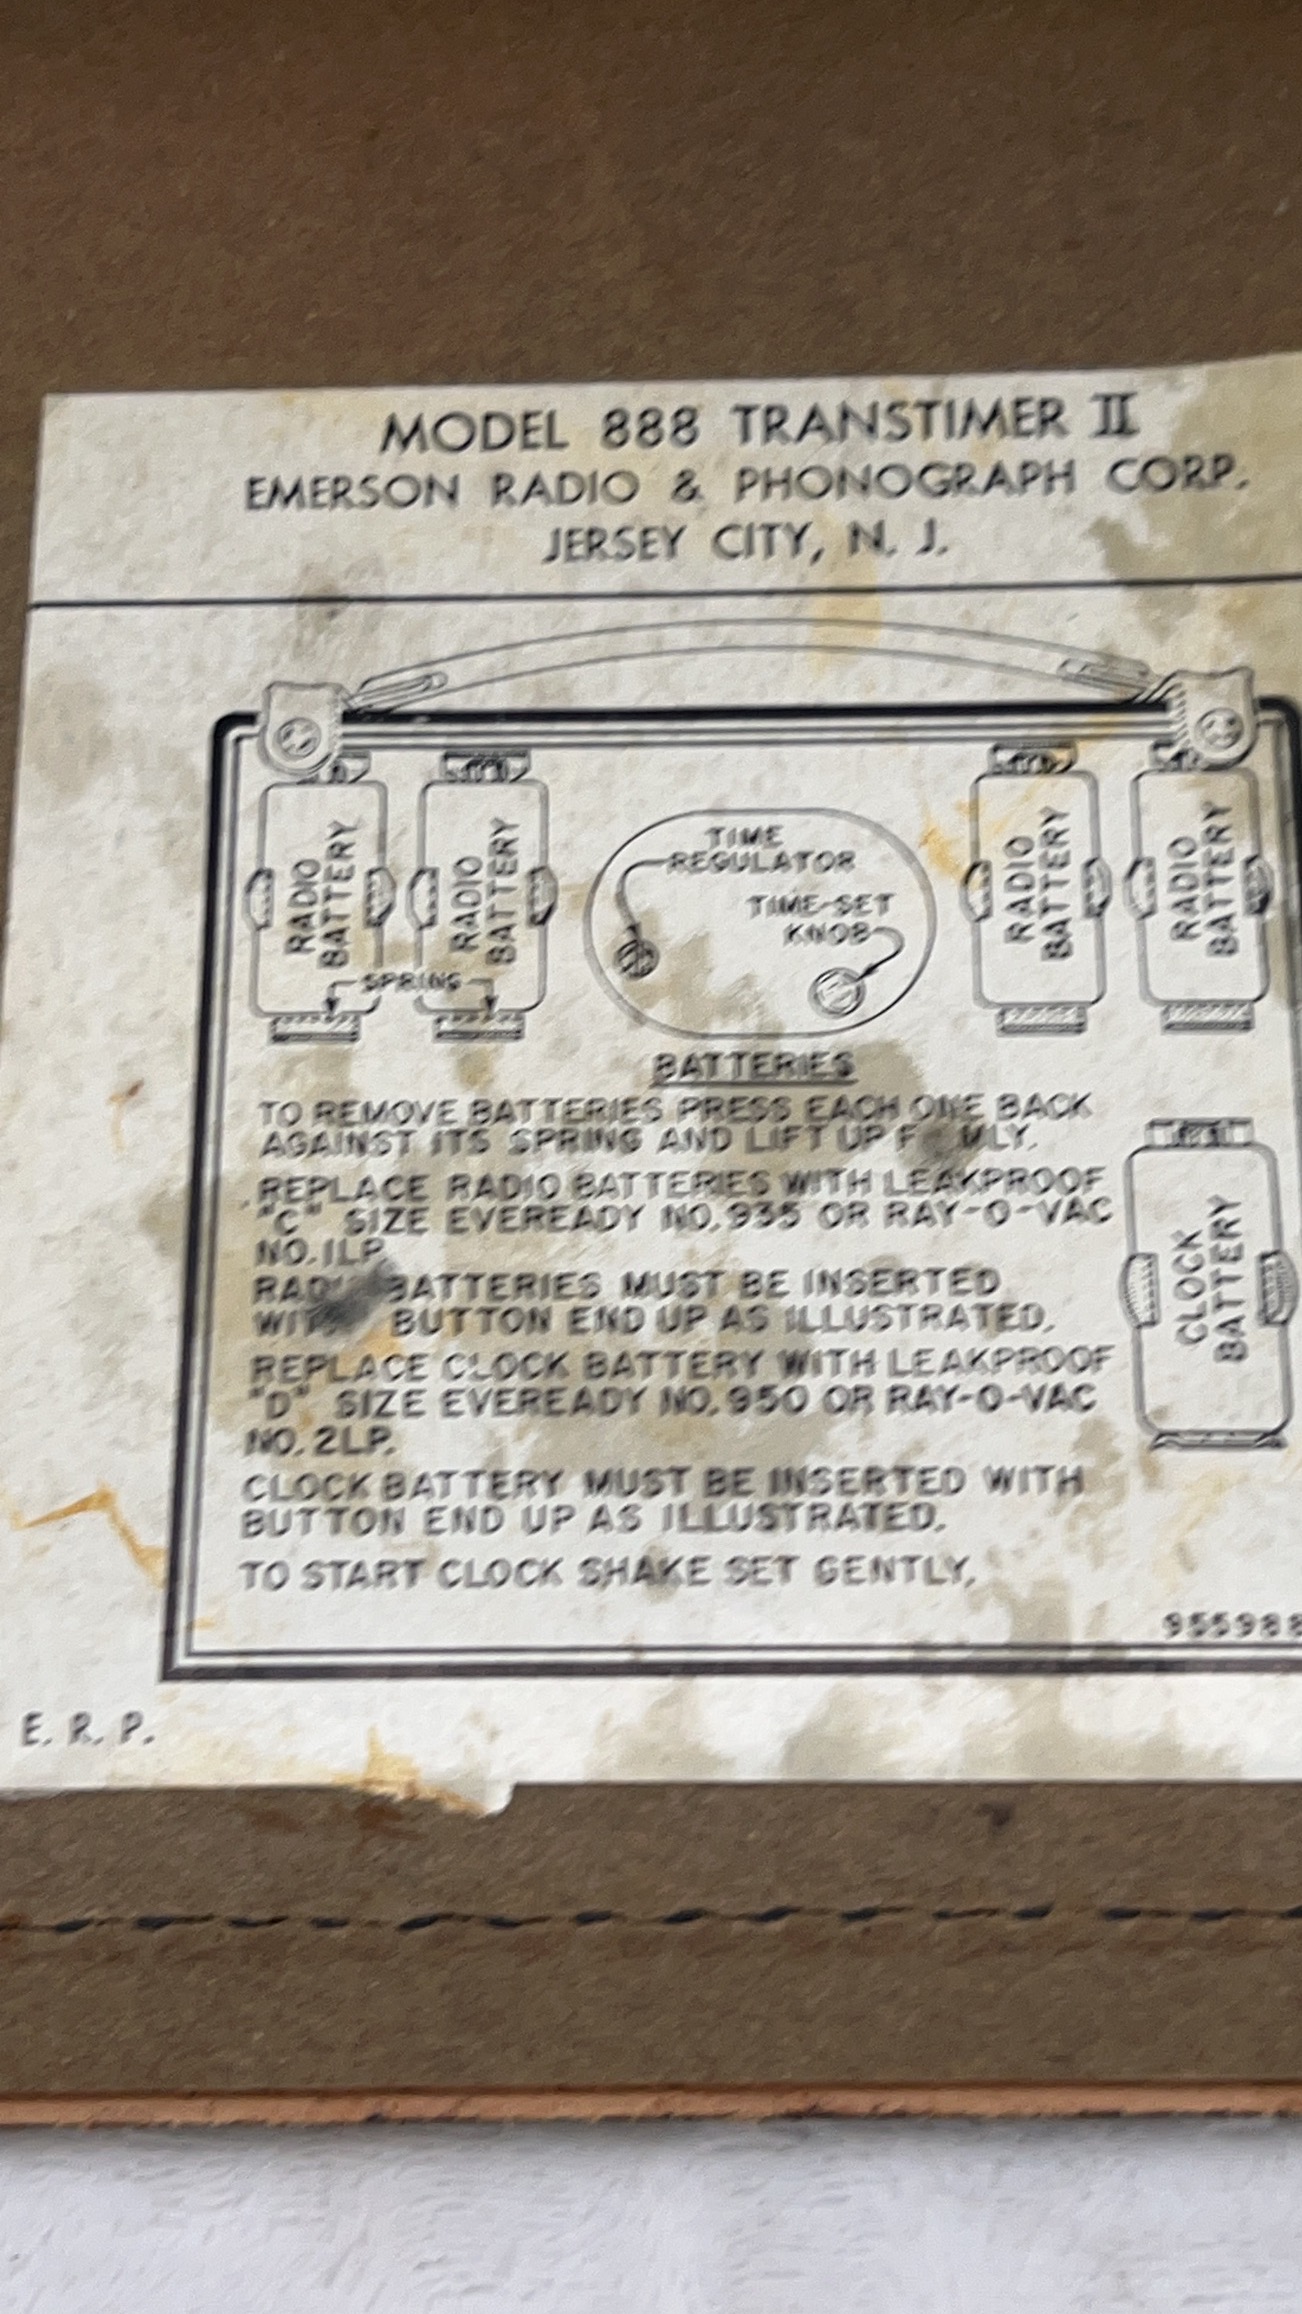 MODEL 888 TRANSTIMER II
EMERSON RADIO & PHONOGRAPH CORP.
JERSEY CITY, N. J.
RADIO
BATTERY
RADIO
BATTERY
SPRING
TIME
REGULATOR
TIME-SET
KNOB
RADIO
BATTERY
RADIO
BATTERY
BATTERIES
TO REMOVE BATTERIES PRESS EACH ONE BACK
AGAINST ITS SPRING AND LIFT UP
REPLACE RADIO BATTERIES WITH LEAKPROOF
"C" SIZE EVEREADY NO. 935 OR RAY-O-VAC
NO. 1LP
BATTERIES MUST BE INSERTED
BUTTON END UP AS ILLUSTRATED.
REPLACE CLOCK BATTERY WITH LEAKPROOF
"D" SIZE EVEREADY NO. 950 OR RAY-O-VAC
NO. 2LP.
CLOCK BATTERY MUST BE INSERTED WITH
BUTTON END UP AS ILLUSTRATED.
TO START CLOCK SHAKE SET GENTLY.
CLOCK
BATTERY
955988
E. R. P.